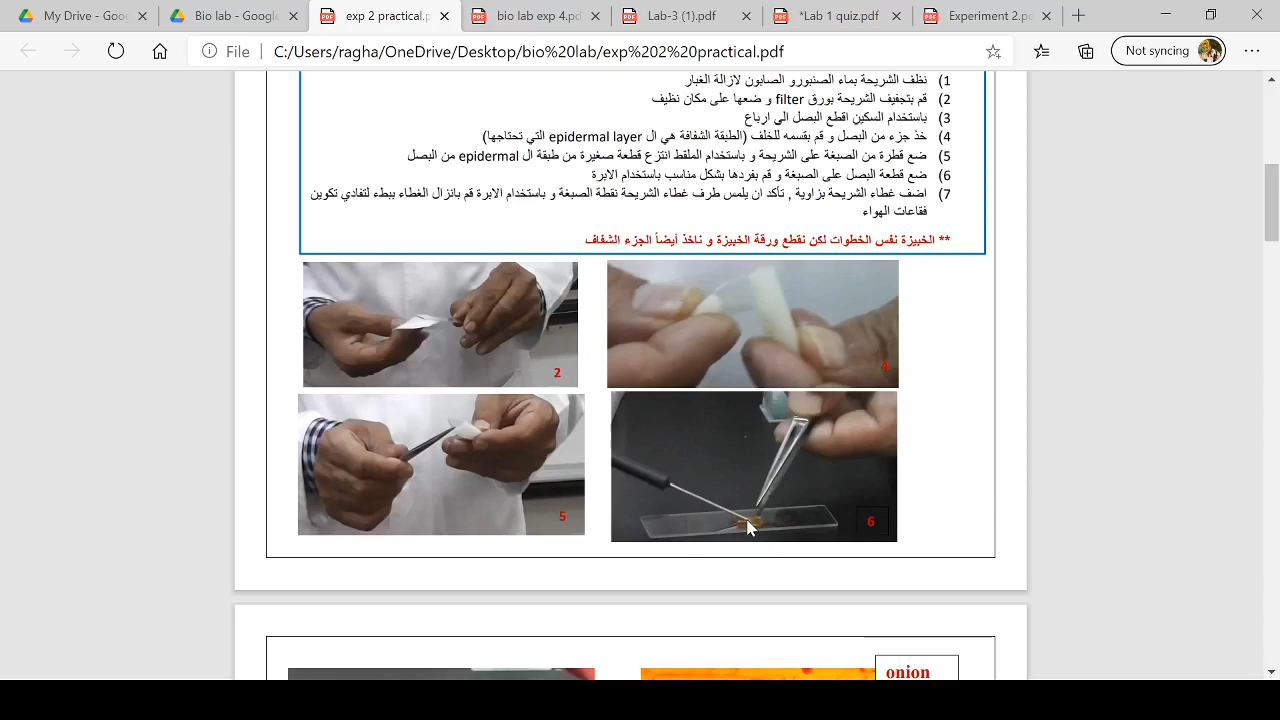 My Drive - Goog
Bio lab - Google
exp 2 practical.p
bio lab exp 4.pd
Lab-3 (1).pdf
*Lab 1 quiz.pdf
Experiment 2.pd
File
C:/Users/ragha/OneDrive/Desktop/bio%20lab/exp%202%20practical.pdf
Not syncing
1) نظف الشريحة بماء الصنبورو الصابون لازالة الغبار
2) قم بتجفيف الشريحة بورق filter و ضعها على مكان نظيف
3) باستخدام السكين اقطع البصل الى ارباع
4) خذ جزء من البصل و قم بقسمه للخلف (الطبقة الشفافة هي ال epidermal layer التي تحتاجها)
5) ضع قطرة من الصبغة على الشريحة و باستخدام الملقط انتزع قطعة صغيرة من طبقة ال epidermal من البصل
6) ضع قطعة البصل على الصبغة و قم بفردها بشكل مناسب باستخدام الابرة
7) اضف غطاء الشريحة بزاوية , تأكد ان يلمس طرف غطاء الشريحة نقطة الصبغة و باستخدام الابرة قم بانزال الغطاء ببطء لتفادي تكوين
فقاعات الهواء
** الخبيزة نفس الخطوات لكن نقطع ورقة الخبيزة و ناخذ أيضاً الجزء الشفاف
2
4
5
6
onion